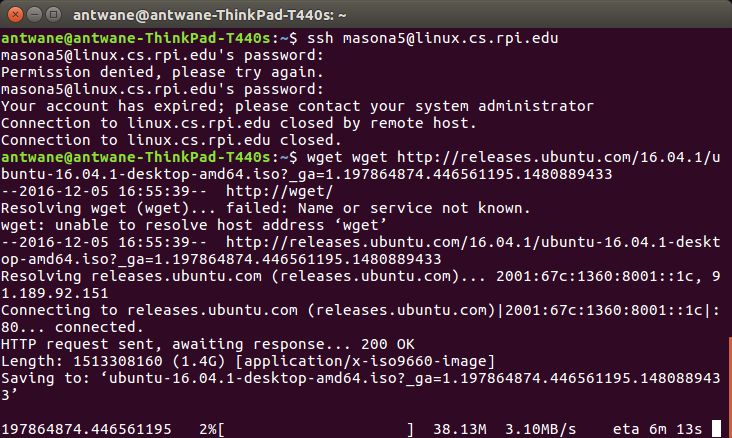 antwane@antwane-ThinkPad-T440s: ~
antwane@antwane-ThinkPad-T440s:~$ ssh masona5@linux.cs.rpi.edu
masona5@linux.cs.rpi.edu's password:
Permission denied, please try again.
masona5@linux.cs.rpi.edu's password:
Your account has expired; please contact your system administrator
Connection to linux.cs.rpi.edu closed by remote host.
Connection to linux.cs.rpi.edu closed.
antwane@antwane-ThinkPad-T440s:~$ wget wget http://releases.ubuntu.com/16.04.1/u
buntu-16.04.1-desktop-amd64.iso?_ga=1.197864874.446561195.1480889433
--2016-12-05 16:55:39--  http://wget/
Resolving wget (wget)... failed: Name or service not known.
wget: unable to resolve host address ‘wget’
--2016-12-05 16:55:39--  http://releases.ubuntu.com/16.04.1/ubuntu-16.04.1-deskt
op-amd64.iso?_ga=1.197864874.446561195.1480889433
Resolving releases.ubuntu.com (releases.ubuntu.com)... 2001:67c:1360:8001::1c, 9
1.189.92.151
Connecting to releases.ubuntu.com (releases.ubuntu.com)|2001:67c:1360:8001::1c|:
80... connected.
HTTP request sent, awaiting response... 200 OK
Length: 1513308160 (1.4G) [application/x-iso9660-image]
Saving to: ‘ubuntu-16.04.1-desktop-amd64.iso?_ga=1.197864874.446561195.148088943
3’
197864874.446561195   2%[                    ]  38.13M  3.10MB/s    eta 6m 13s